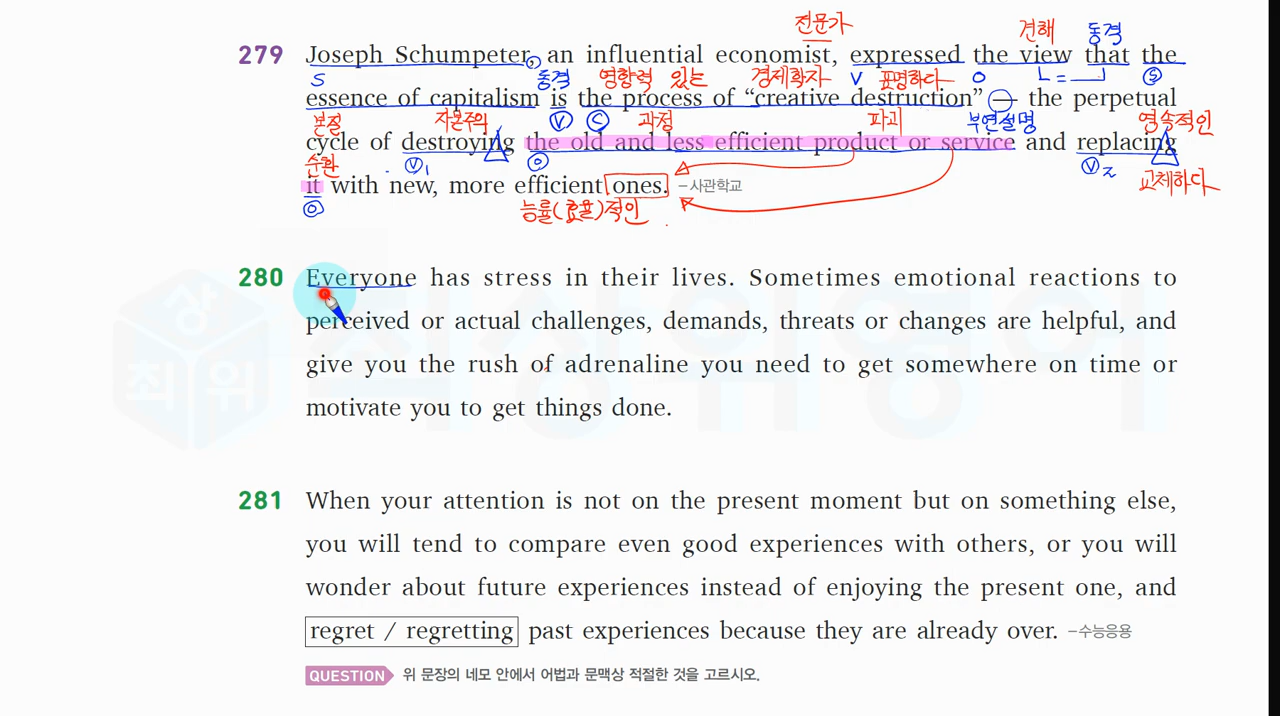 전문가 견해 동격
279 Joseph Schumpeter, an influential economist, expressed the view that the
S 동격 영향력 있는 경제학자 V 표명하다 O S
essence of capitalism is the process of “creative destruction” — the perpetual
본질 자본주의 V C 과정 파괴 부연설명 영속적인
cycle of destroying the old and less efficient product or service and replacing
순환 V1 O V2 교체하다
it with new, more efficient ones. – 사관학교
O 능률(효율)적인
280 Everyone has stress in their lives. Sometimes emotional reactions to
perceived or actual challenges, demands, threats or changes are helpful, and
give you the rush of adrenaline you need to get somewhere on time or
motivate you to get things done.
상 최 위 최상위영어
281 When your attention is not on the present moment but on something else,
you will tend to compare even good experiences with others, or you will
wonder about future experiences instead of enjoying the present one, and
regret / regretting past experiences because they are already over. – 수능응용
QUESTION 위 문장의 네모 안에서 어법과 문맥상 적절한 것을 고르시오.